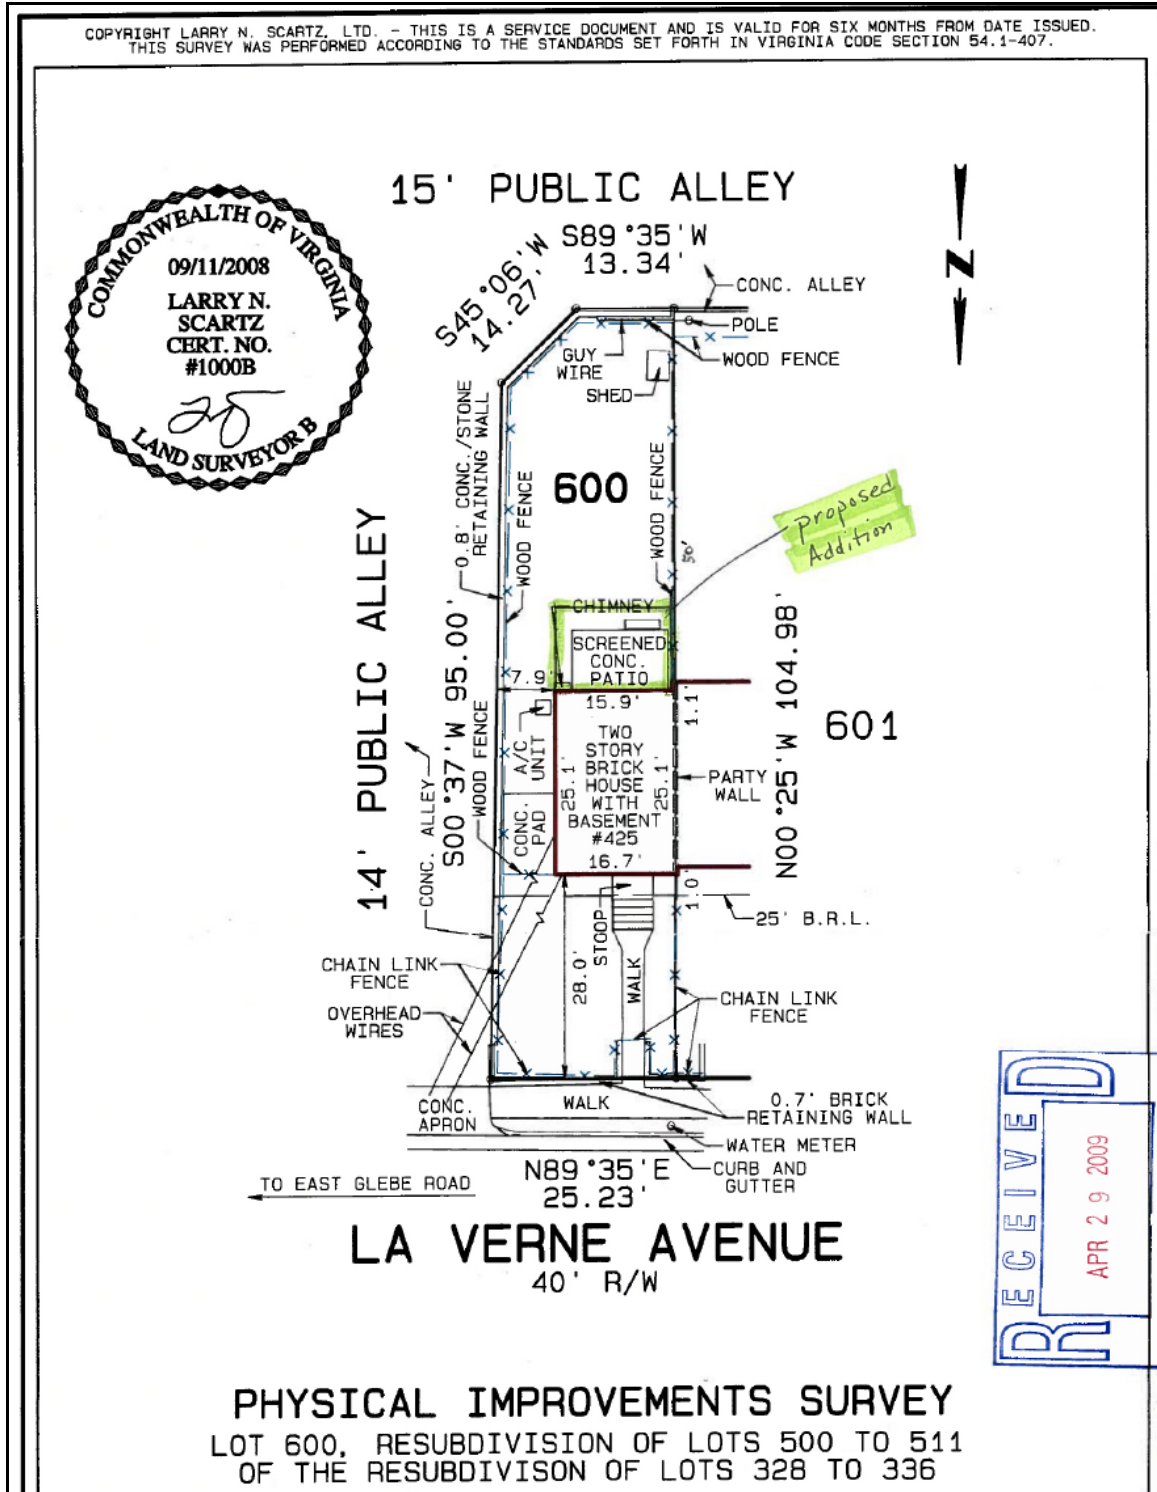 COPYRIGHT LARRY N. SCARTZ, LTD. - THIS IS A SERVICE DOCUMENT AND IS VALID FOR SIX MONTHS FROM DATE ISSUED.
THIS SURVEY WAS PERFORMED ACCORDING TO THE STANDARDS SET FORTH IN VIRGINIA CODE SECTION 54.1-407.
15' PUBLIC ALLEY
COMMONWEALTH OF VIRGINIA
09/11/2008
LARRY N.
SCARTZ
CERT. NO.
#1000B
LAND SURVEYOR B
S45°06'W
14.27'
S89°35'W
13.34'
N
CONC. ALLEY
POLE
WOOD FENCE
GUY
WIRE
SHED
0.8' CONC./STONE
RETAINING WALL
WOOD FENCE
600
WOOD FENCE
50'
proposed
Addition
14' PUBLIC ALLEY
S00°37'W 95.00'
CHIMNEY
SCREENED
CONC.
PATIO
7.9'
15.9'
1.1'
N00°25'W 104.98'
601
CONC. ALLEY
WOOD FENCE
A/C
UNIT
CONC.
PAD
25.1'
TWO
STORY
BRICK
HOUSE
WITH
BASEMENT
#425
25.1'
16.7'
PARTY
WALL
1.0'
25' B.R.L.
STOOP
28.0'
WALK
CHAIN LINK
FENCE
OVERHEAD
WIRES
CHAIN LINK
FENCE
CONC.
APRON
WALK
0.7' BRICK
RETAINING WALL
WATER METER
CURB AND
GUTTER
N89°35'E
25.23'
TO EAST GLEBE ROAD
LA VERNE AVENUE
40' R/W
RECEIVED
APR 29 2009
PHYSICAL IMPROVEMENTS SURVEY
LOT 600, RESUBDIVISION OF LOTS 500 TO 511
OF THE RESUBDIVISON OF LOTS 328 TO 336